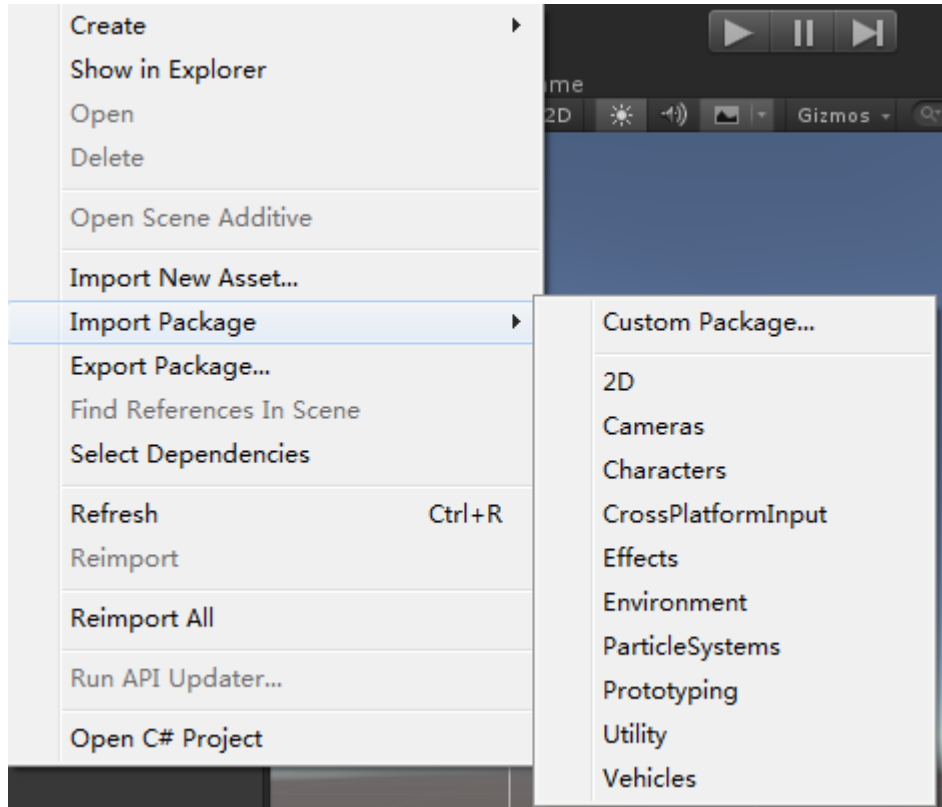 Create
Show in Explorer
Open
Delete
Open Scene Additive
Import New Asset...
Import Package
Export Package...
Find References In Scene
Select Dependencies
Refresh Ctrl+R
Reimport
Reimport All
Run API Updater...
Open C# Project
2D Gizmos
Custom Package...
2D
Cameras
Characters
CrossPlatformInput
Effects
Environment
ParticleSystems
Prototyping
Utility
Vehicles